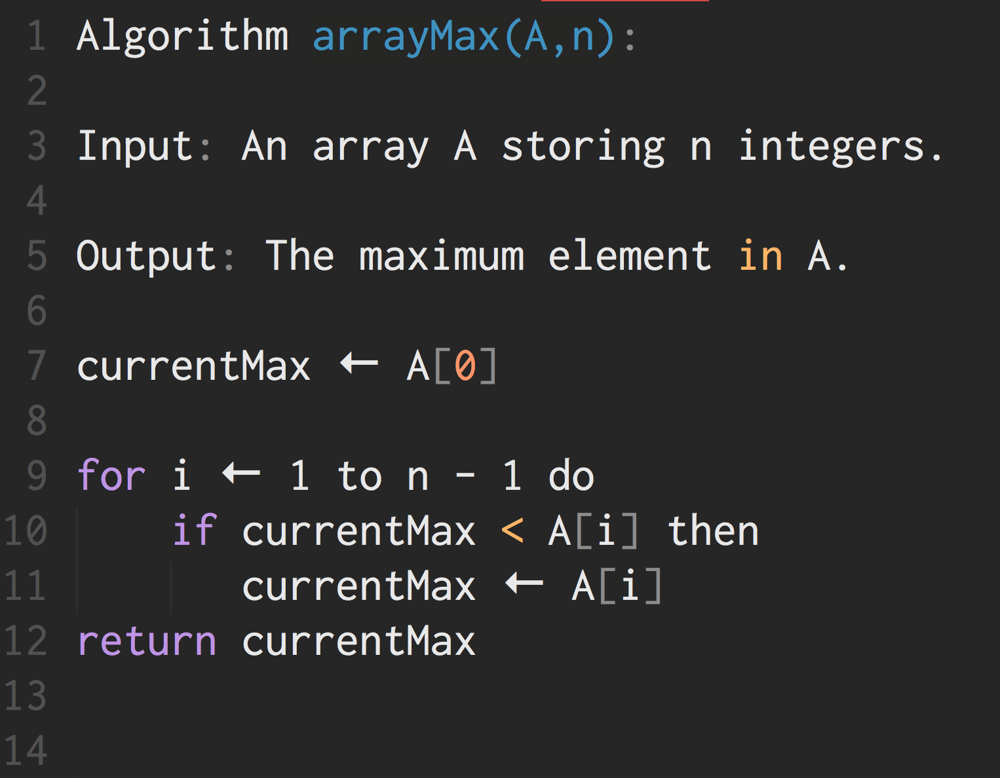 1 Algorithm arrayMax(A,n):
2
3 Input: An array A storing n integers.
4
5 Output: The maximum element in A.
6
7 currentMax ← A[0]
8
9 for i ← 1 to n - 1 do
10 if currentMax < A[i] then
11 currentMax ← A[i]
12 return currentMax
13
14